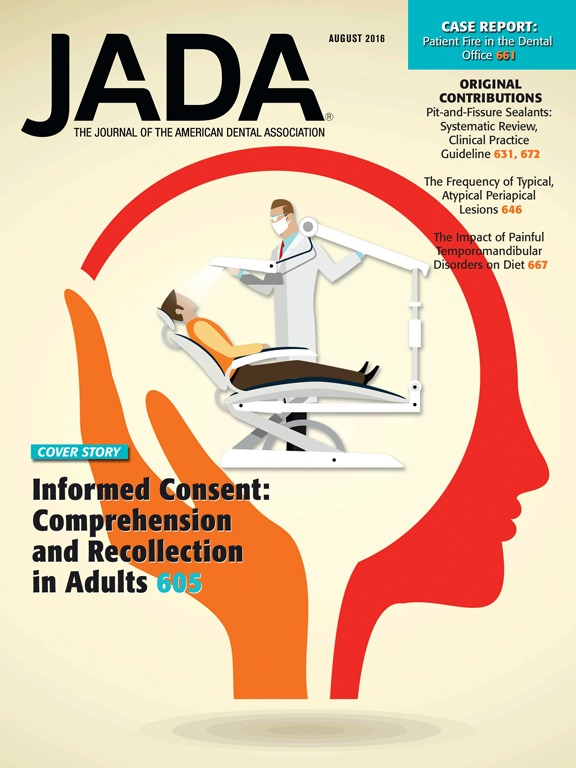 AUGUST 2016
JADA®
THE JOURNAL OF THE AMERICAN DENTAL ASSOCIATION
CASE REPORT:
Patient Fire in the Dental
Office 661
ORIGINAL
CONTRIBUTIONS
Pit-and-Fissure Sealants:
Systematic Review,
Clinical Practice
Guideline 631, 672
The Frequency of Typical,
Atypical Periapical
Lesions 646
The Impact of Painful
Temporomandibular
Disorders on Diet 667
COVER STORY
Informed Consent:
Comprehension
and Recollection
in Adults 605